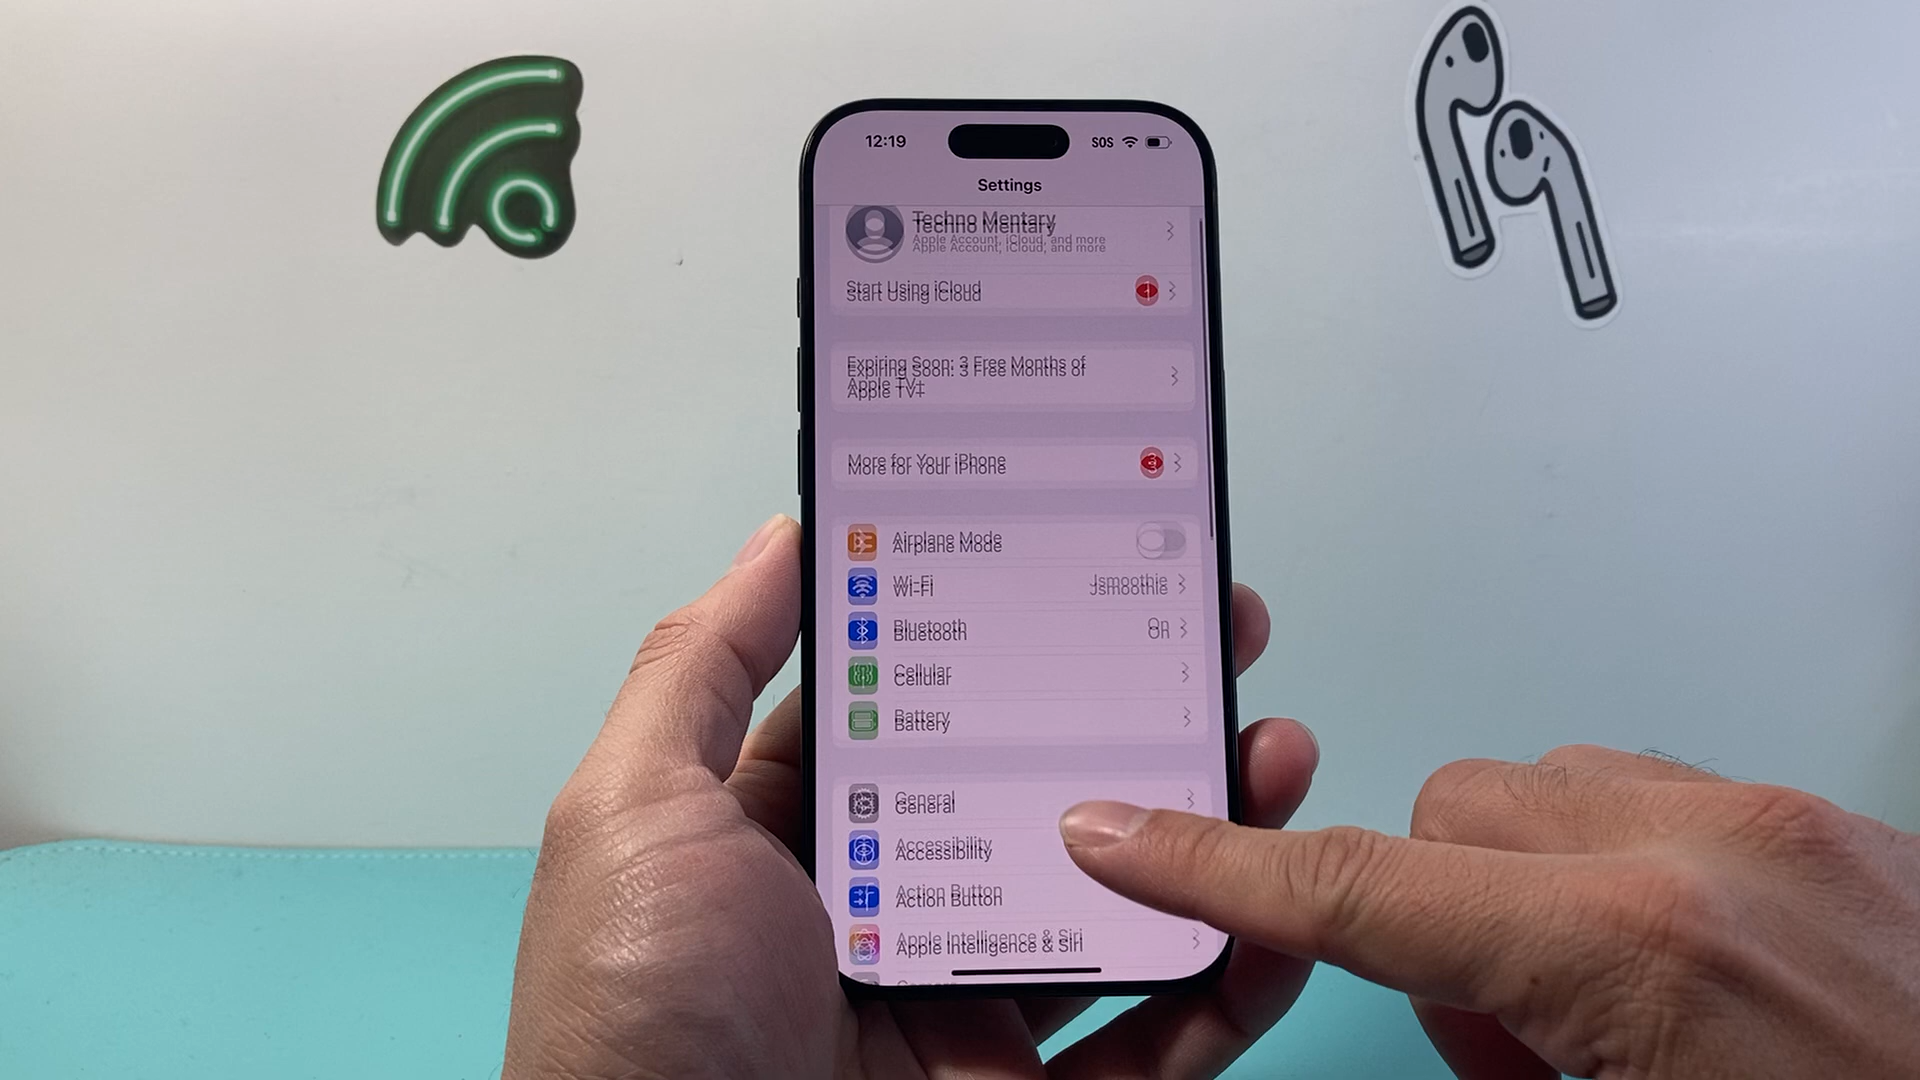 12:19 SOS
Settings
Techno Mentary
Apple Account, iCloud, and more
Start Using iCloud
Expiring Soon: 3 Free Months of
Apple TV+
More for Your iPhone
Airplane Mode
Wi-Fi Jsmoothie
Bluetooth On
Cellular
Battery
General
Accessibility
Action Button
Apple Intelligence & Siri